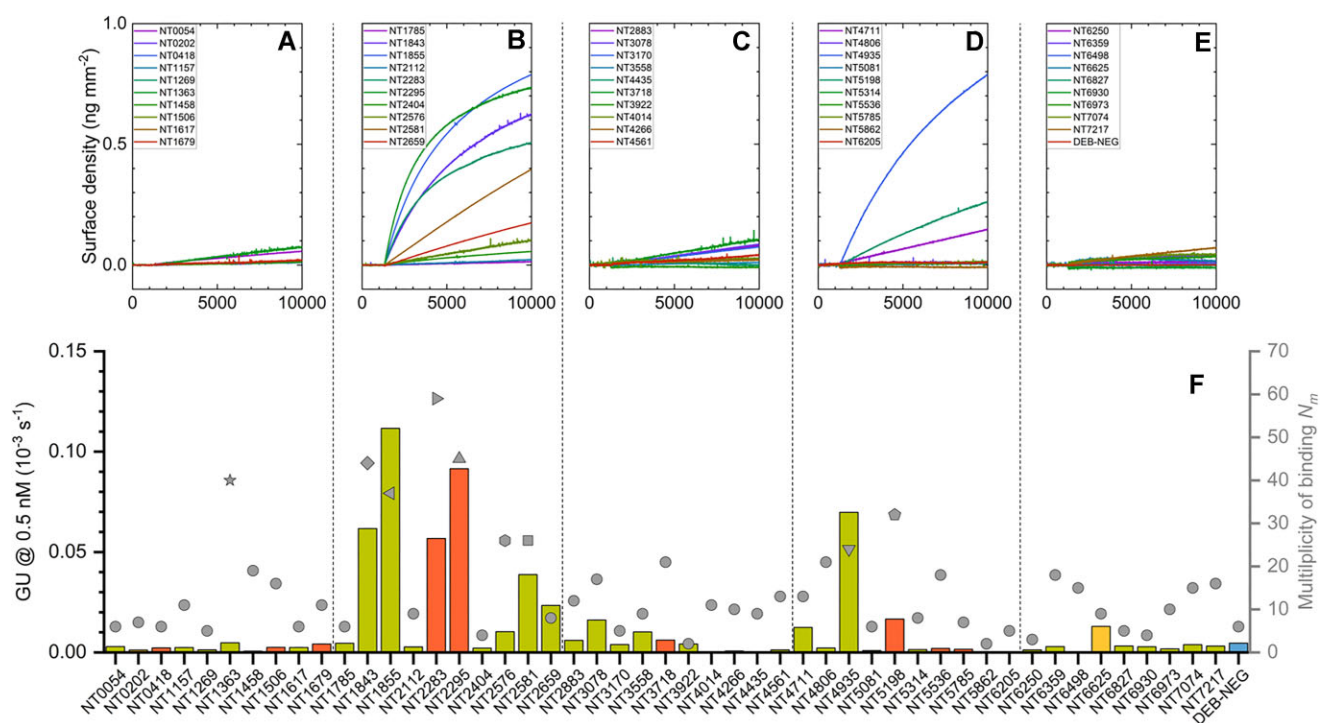 A
NT0054
NT0202
NT0418
NT1157
NT1269
NT1363
NT1458
NT1506
NT1617
NT1679
B
NT1785
NT1843
NT1855
NT2112
NT2283
NT2295
NT2404
NT2576
NT2581
NT2659
C
NT2883
NT3078
NT3170
NT3558
NT4435
NT3718
NT3922
NT4014
NT4266
NT4561
D
NT4711
NT4806
NT4935
NT5081
NT5198
NT5314
NT5536
NT5785
NT5862
NT6205
E
NT6250
NT6359
NT6498
NT6625
NT6827
NT6930
NT6973
NT7074
NT7217
DEB-NEG
Surface density (ng mm⁻²)
1.0
0.5
0.0
0 5000 10000
0 5000 10000
0 5000 10000
0 5000 10000
0 5000 10000
F
GU @ 0.5 nM (10⁻³ s⁻¹)
0.15
0.10
0.05
0.00
Multiplicity of binding Nm
70
60
50
40
30
20
10
0
NT0054
NT0202
NT0418
NT1157
NT1269
NT1363
NT1458
NT1506
NT1617
NT1679
NT1785
NT1843
NT1855
NT2112
NT2283
NT2295
NT2404
NT2576
NT2581
NT2659
NT2883
NT3078
NT3170
NT3558
NT3718
NT3922
NT4014
NT4266
NT4435
NT4561
NT4711
NT4806
NT4935
NT5081
NT5198
NT5314
NT5536
NT5785
NT5862
NT6205
NT6250
NT6359
NT6498
NT6625
NT6827
NT6930
NT6973
NT7074
NT7217
DEB-NEG